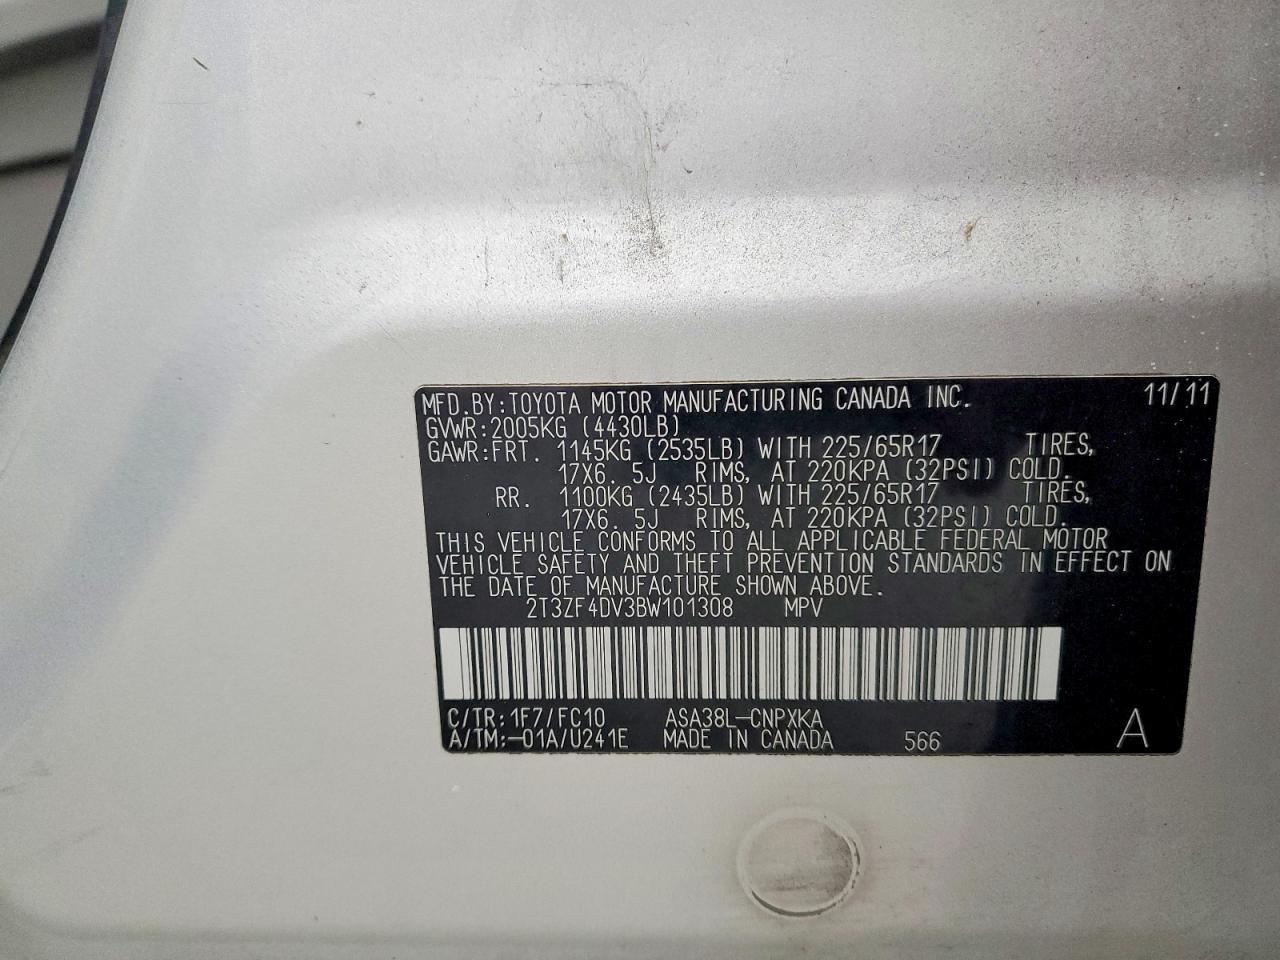 MFD.BY:TOYOTA MOTOR MANUFACTURING CANADA INC. 11/11
GVWR:2005KG (4430LB)
GAWR:FRT. 1145KG (2535LB) WITH 225/65R17 TIRES,
17X6. 5J RIMS, AT 220KPA (32PSI) COLD.
RR. 1100KG (2435LB) WITH 225/65R17 TIRES,
17X6. 5J RIMS, AT 220KPA (32PSI) COLD.
THIS VEHICLE CONFORMS TO ALL APPLICABLE FEDERAL MOTOR
VEHICLE SAFETY AND THEFT PREVENTION STANDARDS IN EFFECT ON
THE DATE OF MANUFACTURE SHOWN ABOVE.
2T3ZF4DV3BW101308 MPV
C/TR:1F7/FC10 ASA38L-CNPXKA
A/TM:-01A/U241E MADE IN CANADA 566 A